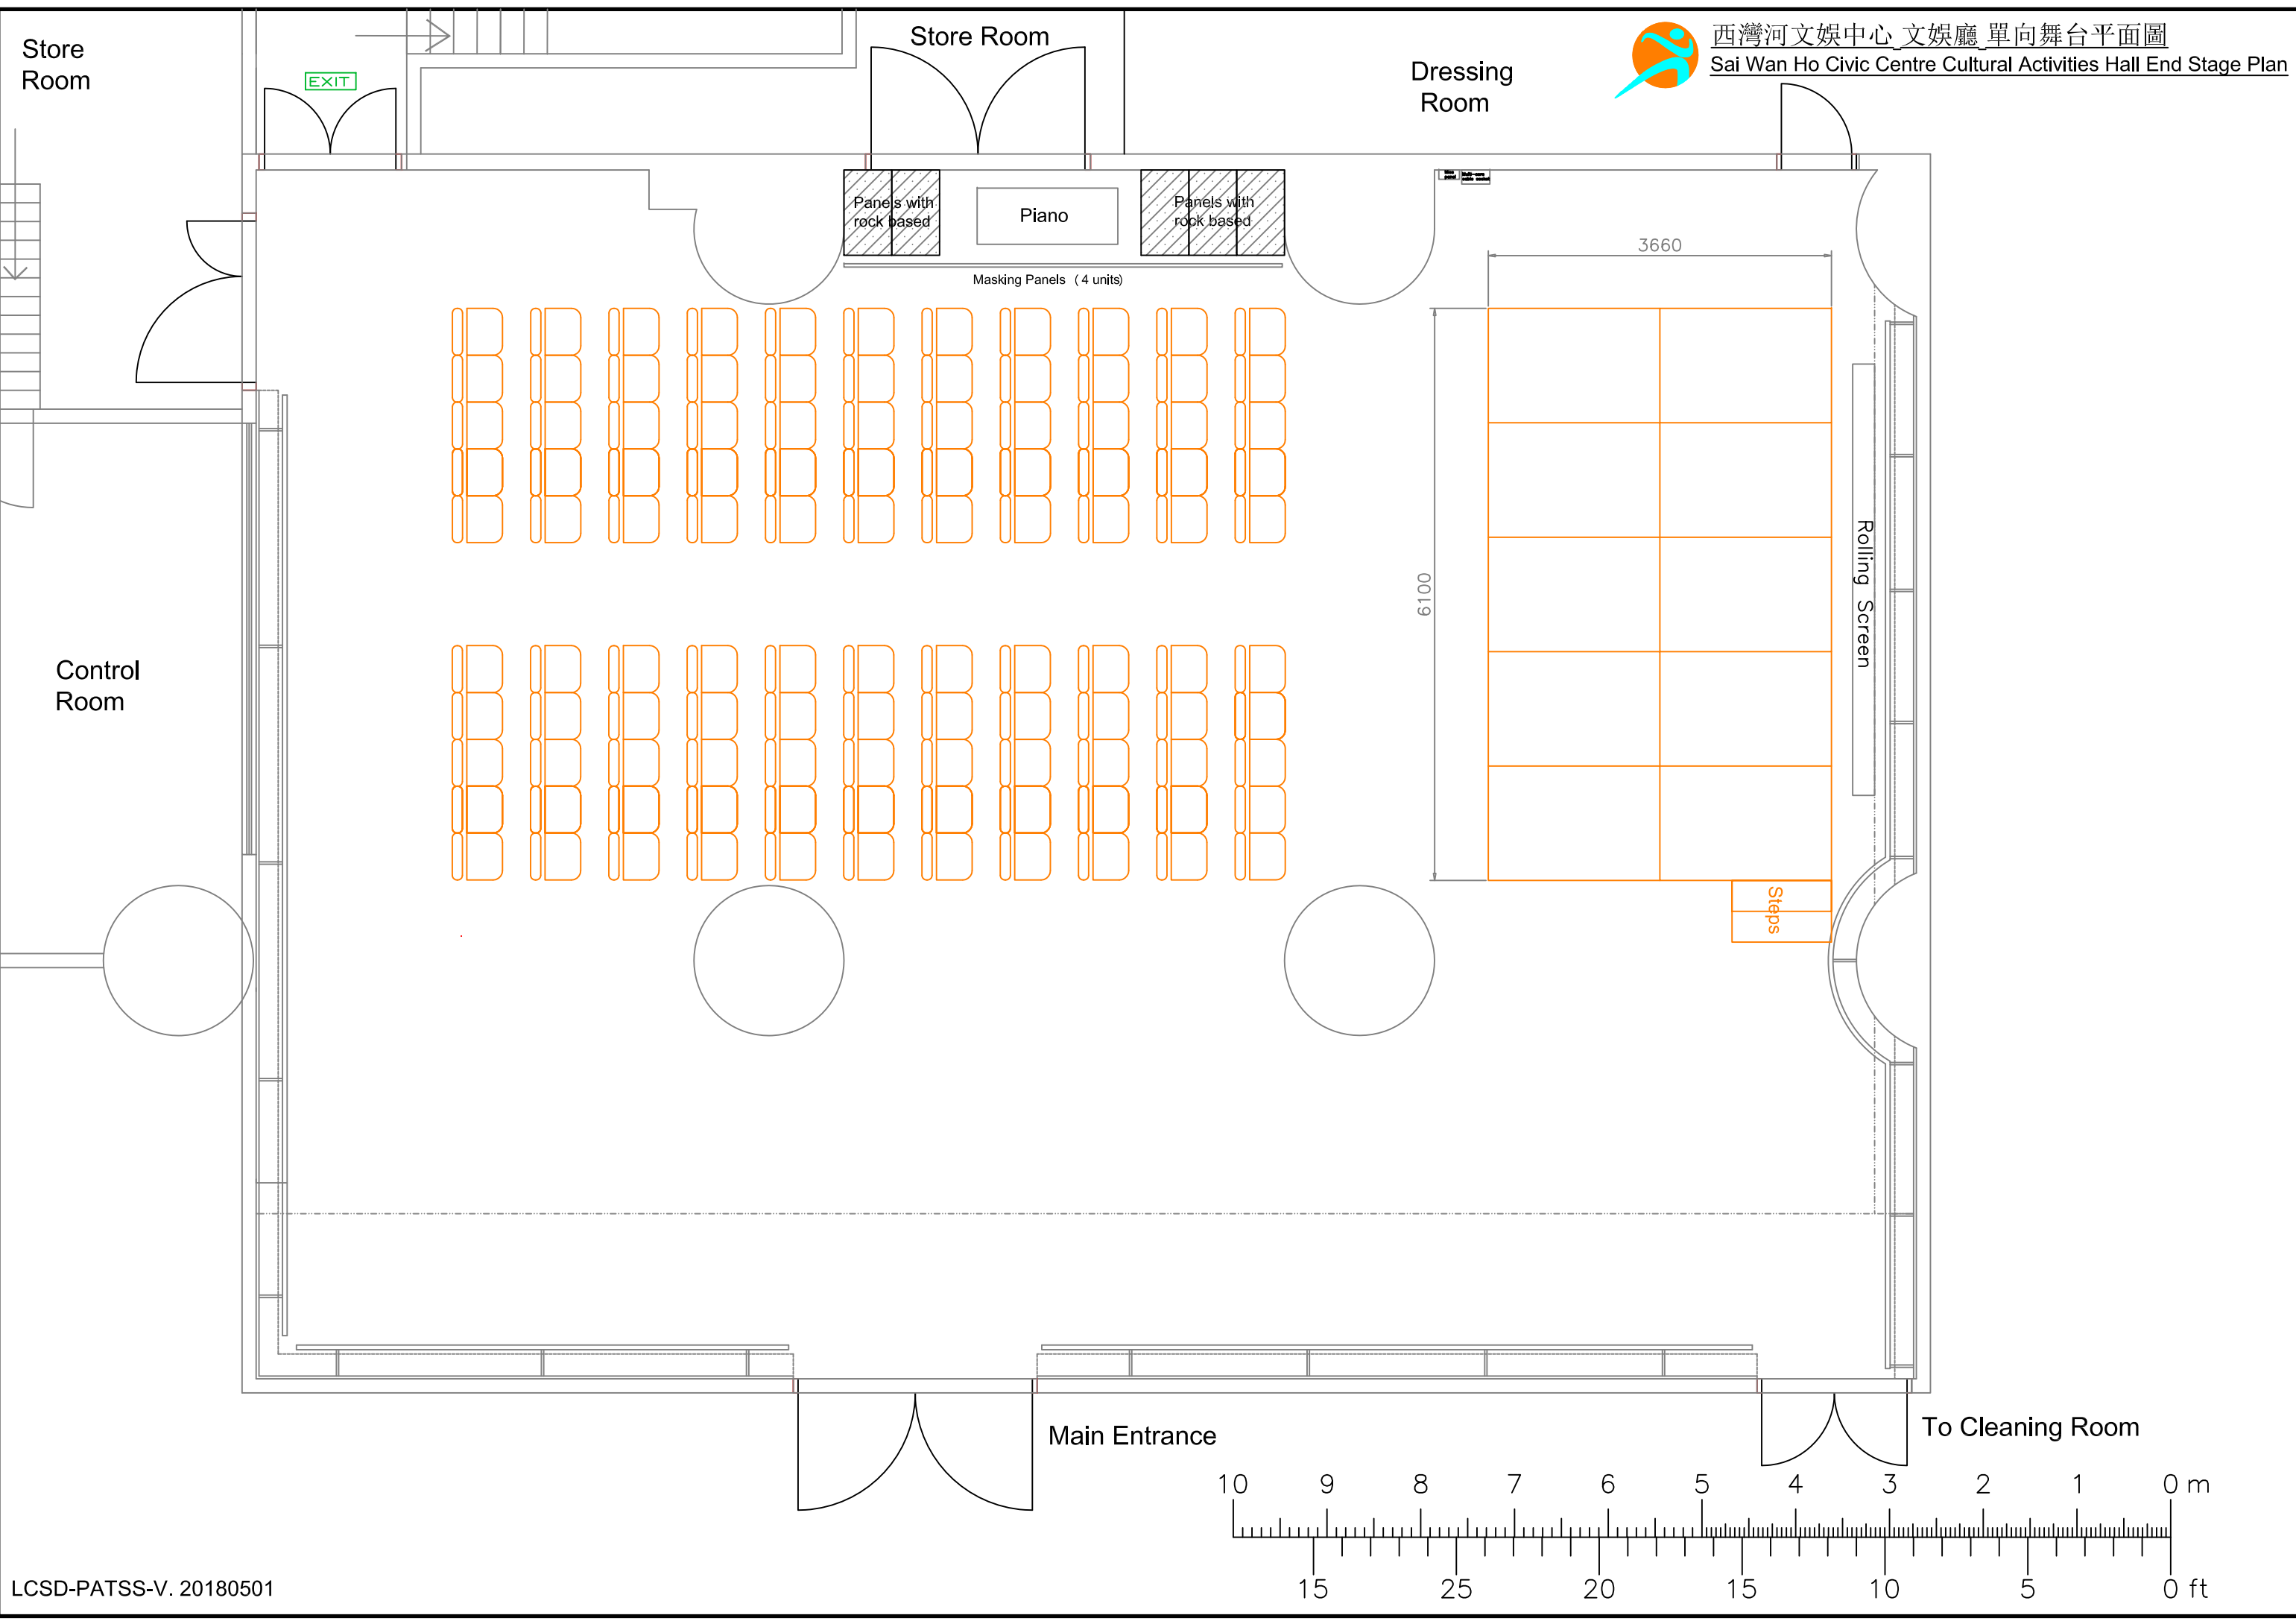 西灣河文娛中心_文娛廳_單向舞台平面圖
Sai Wan Ho Civic Centre Cultural Activities Hall End Stage Plan
Store
Room
EXIT
Store Room
Dressing
Room
Panels with
rock based
Piano
Panels with
rock based
Masking Panels ( 4 units)
3660
6100
Rolling Screen
Control
Room
Steps
Main Entrance
To Cleaning Room
10 9 8 7 6 5 4 3 2 1 0 m
15 25 20 15 10 5 0 ft
LCSD-PATSS-V. 20180501